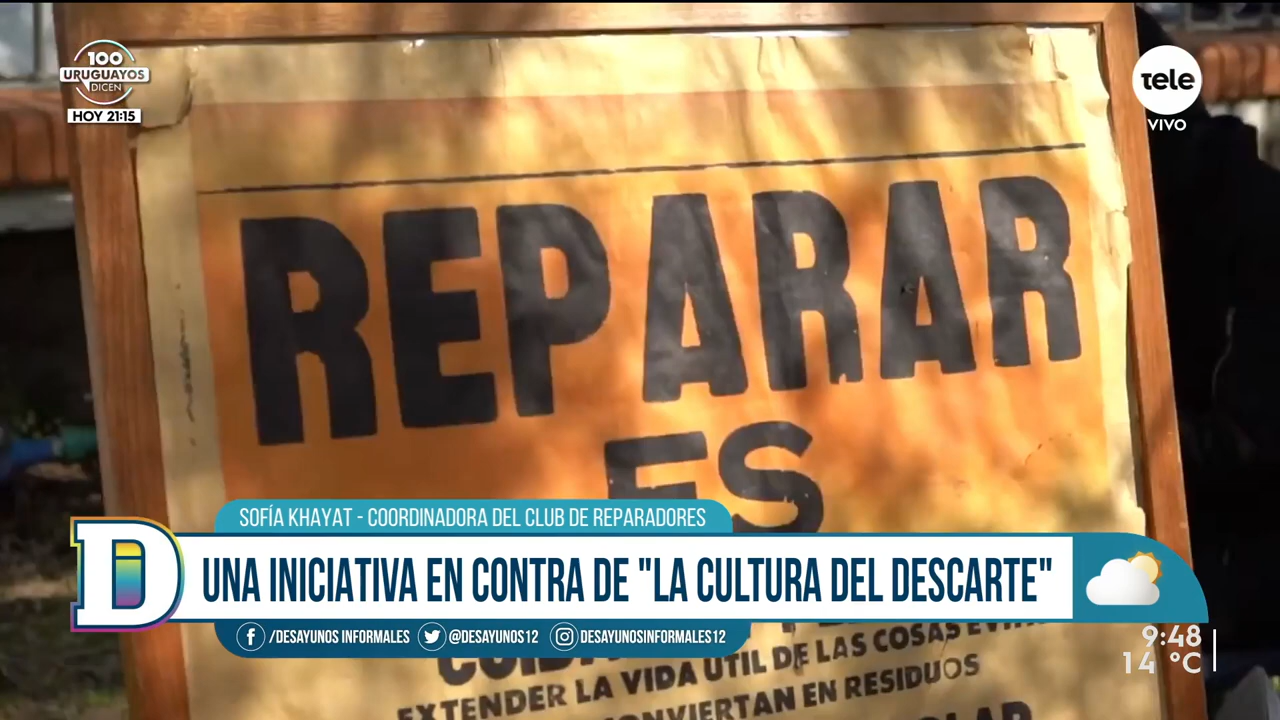 100
URUGUAYOS
DICEN
HOY 21:15
tele
VIVO
REPARAR
ES
SOFÍA KHAYAT - COORDINADORA DEL CLUB DE REPARADORES
D
UNA INICIATIVA EN CONTRA DE "LA CULTURA DEL DESCARTE"
/DESAYUNOS INFORMALES @DESAYUNOS12 DESAYUNOSINFORMALES12
9:48
14 °C
EXTENDER LA VIDA ÚTIL DE LAS COSAS
EN RESIDUOS